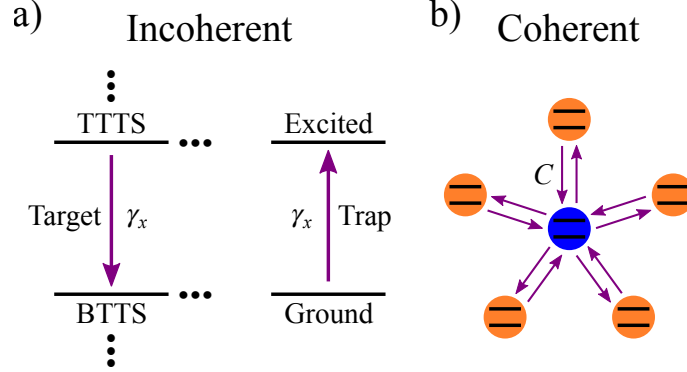 a) Incoherent
b) Coherent
TTTS
Excited
Target γₓ
γₓ Trap
BTTS
Ground
C